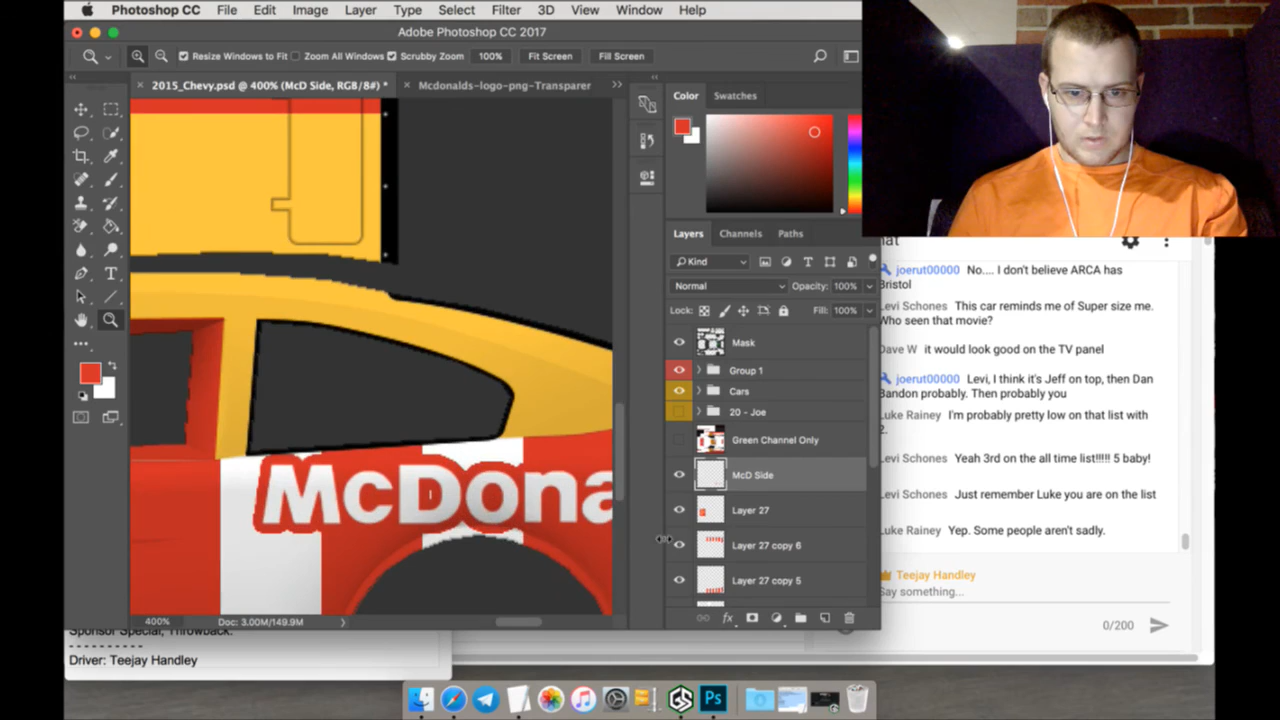 Photoshop CC File Edit Image Layer Type Select Filter 3D View Window Help
Adobe Photoshop CC 2017
Resize Windows to Fit Zoom All Windows Scrubby Zoom 100% Fit Screen Fill Screen
2015_Chevy.psd @ 400% (McD Side, RGB/8#) * Mcdonalds-logo-png-Transparer
Color Swatches
Layers Channels Paths
Kind
Normal Opacity: 100%
Lock: Fill: 100%
Mask
Group 1
Cars
20 - Joe
Green Channel Only
McD Side
Layer 27
Layer 27 copy 6
Layer 27 copy 5
fx
McDona
400% Doc: 3.00M/149.9M
Sponsor Special, Throwback.
----------
Driver: Teejay Handley
joerut00000 No.... I don't believe ARCA has
Bristol
Levi Schones This car reminds me of Super size me.
Who seen that movie?
Dave W it would look good on the TV panel
joerut00000 Levi, I think it's Jeff on top, then Dan
Bandon probably. Then probably you
Luke Rainey I'm probably pretty low on that list with
2.
Levi Schones Yeah 3rd on the all time list!!!!! 5 baby!
Levi Schones Just remember Luke you are on the list
Luke Rainey Yep. Some people aren't sadly.
Teejay Handley
Say something...
0/200
GS
Ps